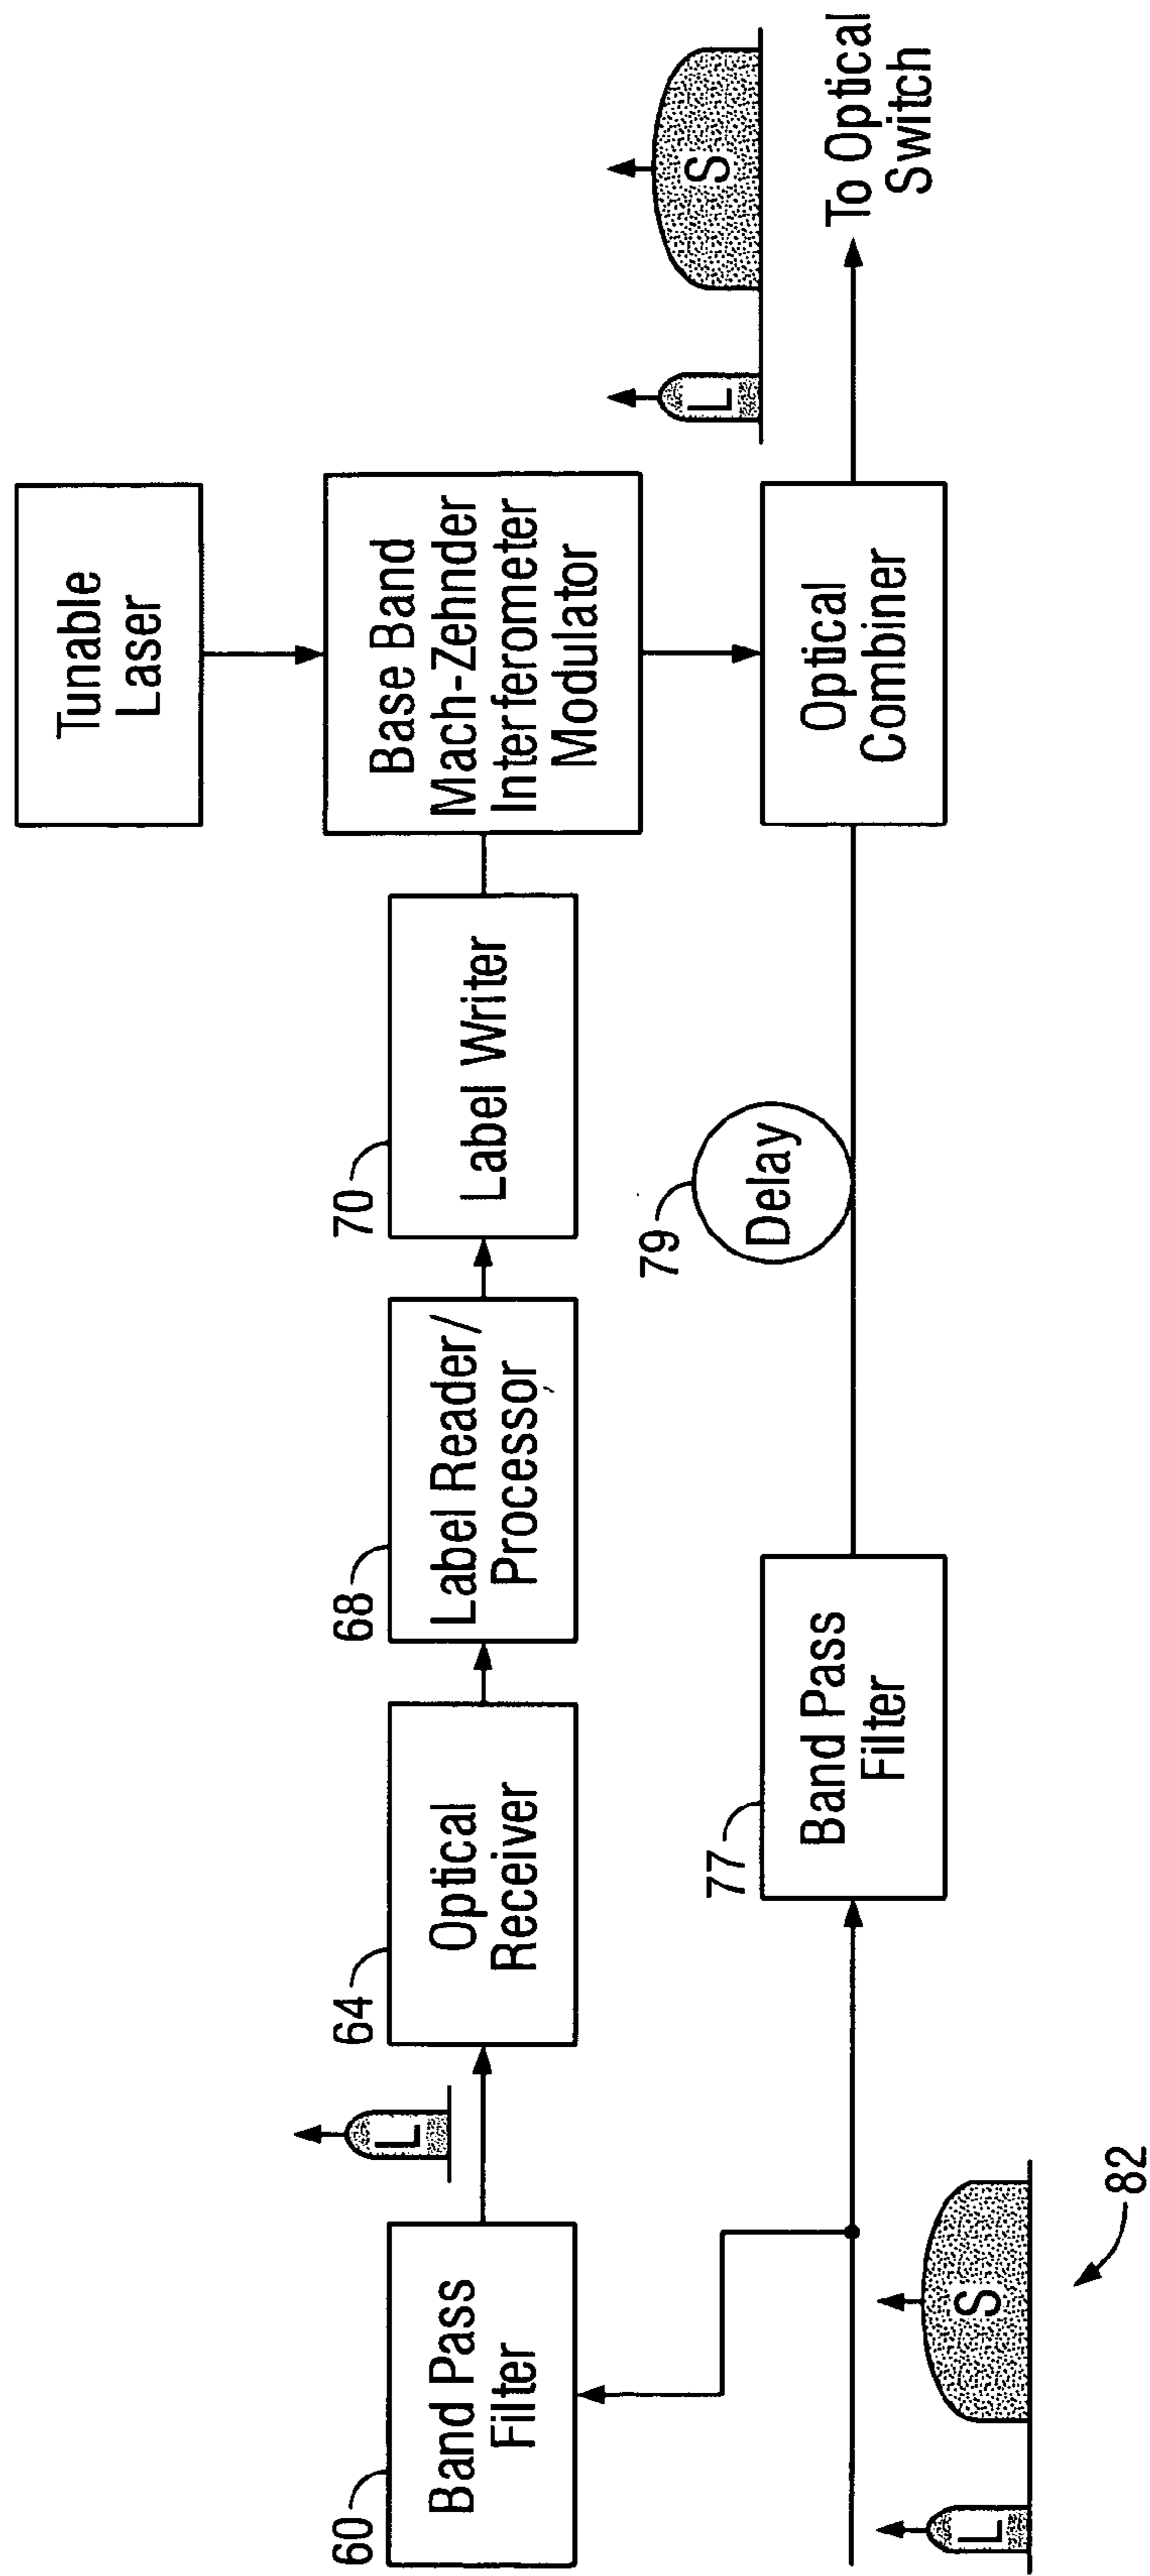 Tunable
Laser
60
Band Pass
Filter
L
64
Optical
Receiver
68
Label Reader/
Processor
70
Label Writer
Base Band
Mach-Zehnder
Interferometer
Modulator
L
S
L
S
82
77
Band Pass
Filter
79
Delay
Optical
Combiner
To Optical
Switch